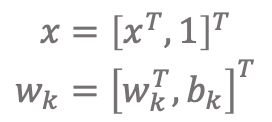 x = [x^T, 1]^T
w_k = [w_k^T, b_k]^T